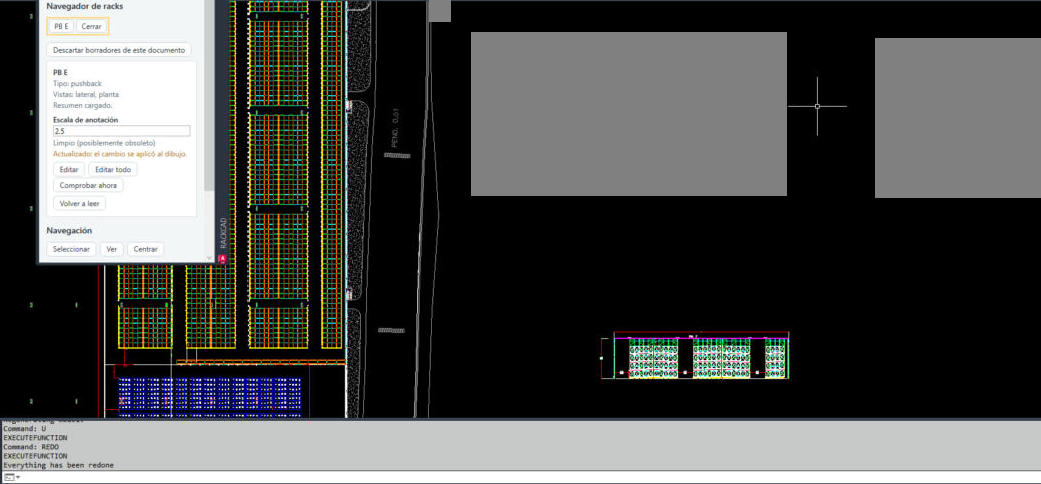 Navegador de racks
PB E
Cerrar
Descartar borradores de este documento
PB E
Tipo: pushback
Vistas: lateral, planta
Resumen cargado.
Escala de anotación
2.5
Limpio (posiblemente obsoleto)
Actualizado: el cambio se aplicó al dibujo.
Editar
Editar todo
Comprobar ahora
Volver a leer
Navegación
Seleccionar
Ver
Centrar
RACKCAD
PEND. 0.01
Command: U
EXECUTEFUNCTION
Command: REDO
EXECUTEFUNCTION
Everything has been redone